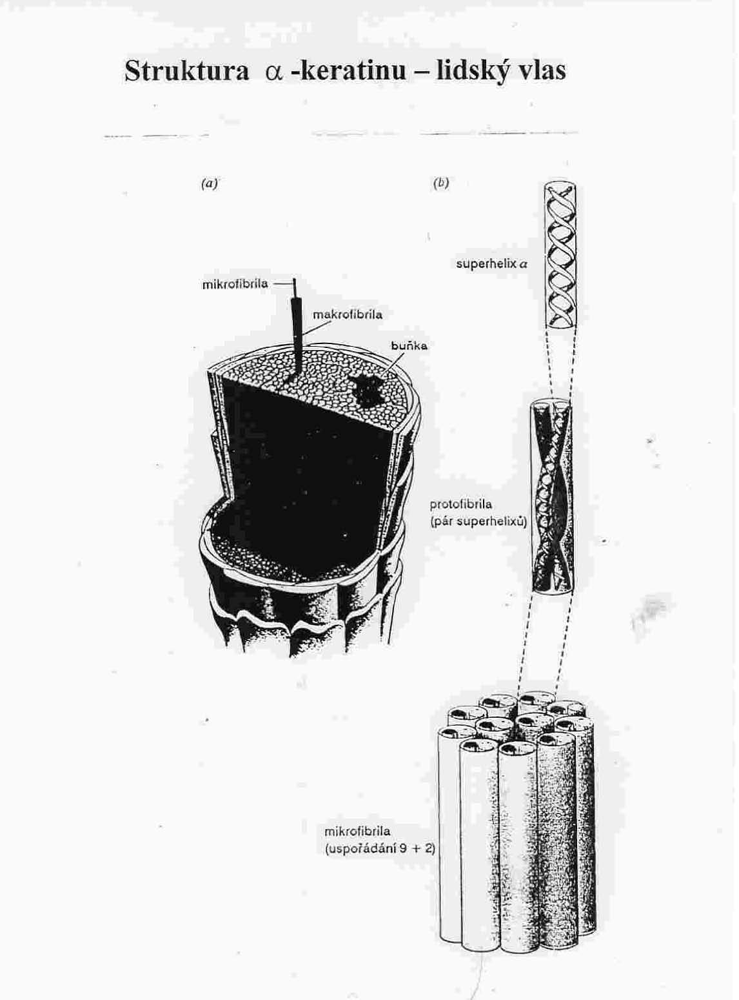 Struktura α -keratinu – lidský vlas
(a)
(b)
superhelix α
mikrofibrila
makrofibrila
buňka
protofibrila
(pár superhelixů)
mikrofibrila
(uspořádání 9 + 2)